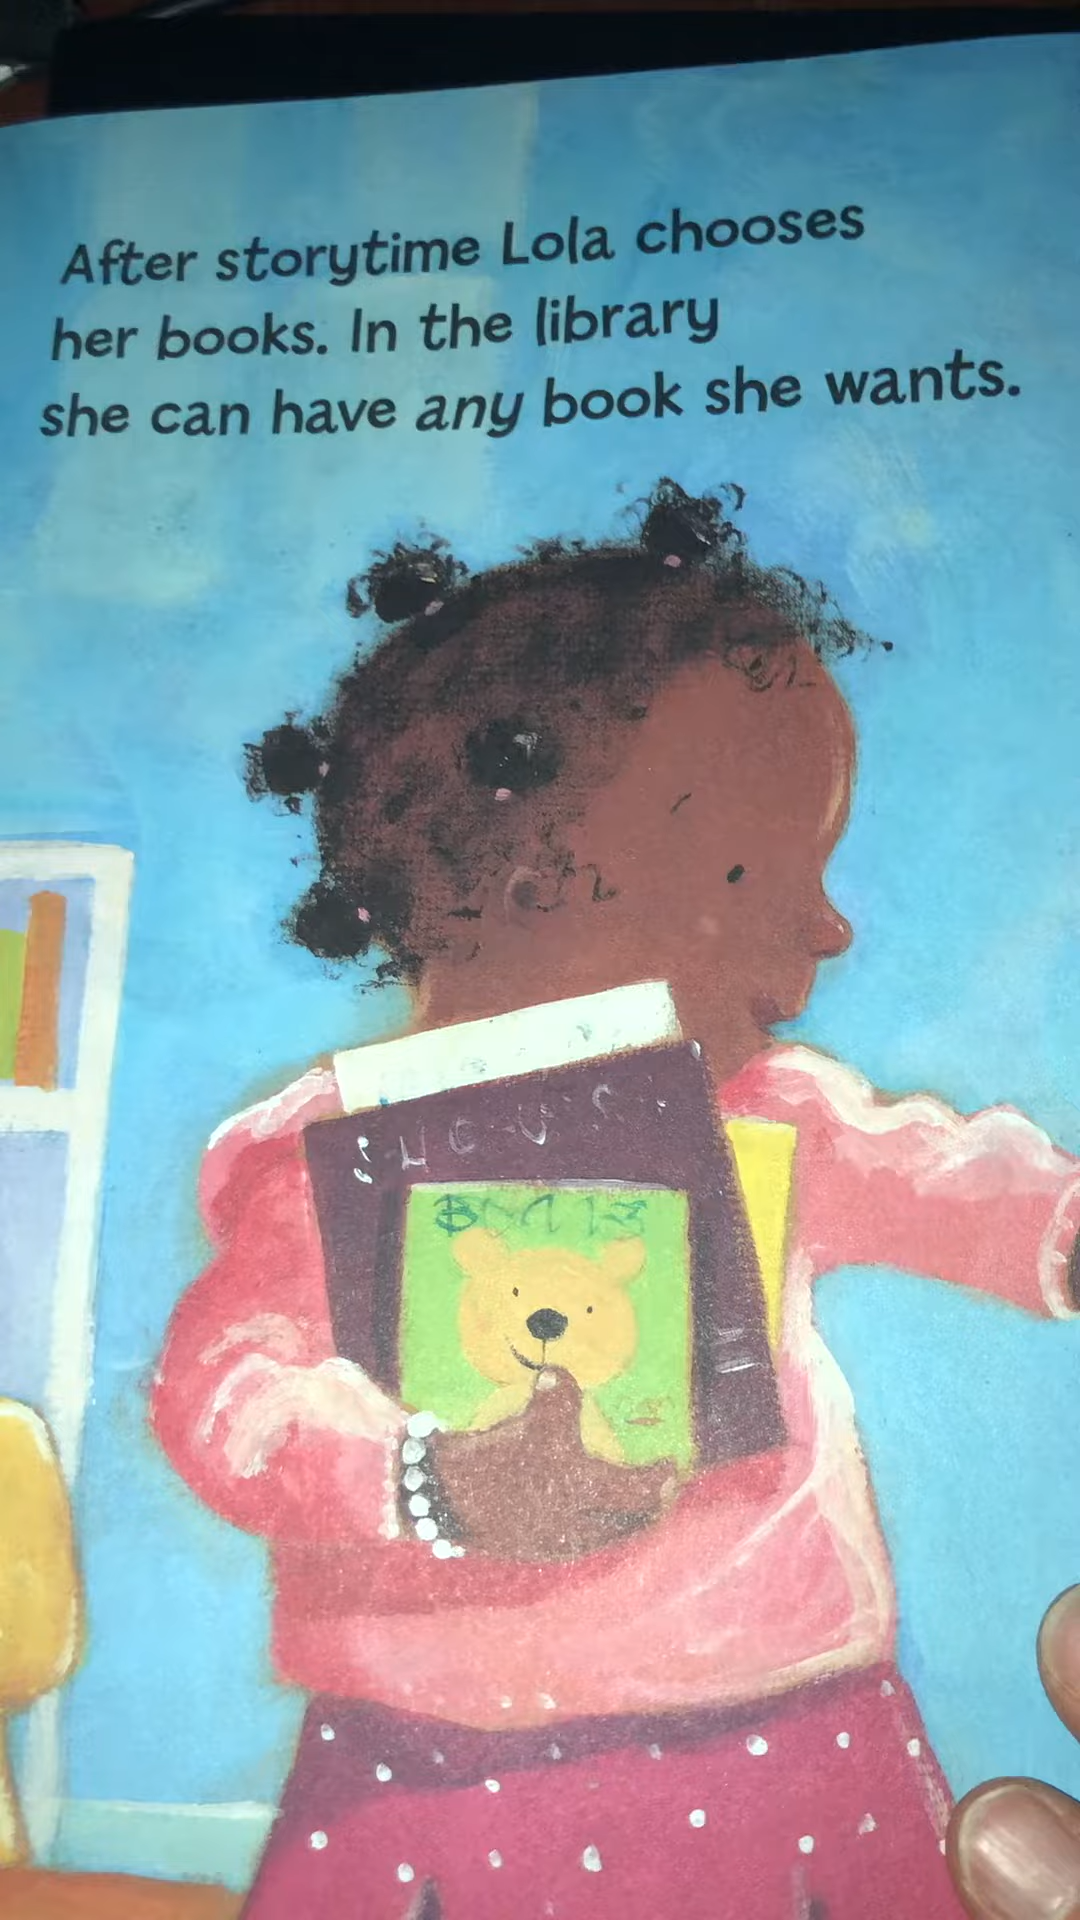 After storytime Lola chooses
her books. In the library
she can have any book she wants.